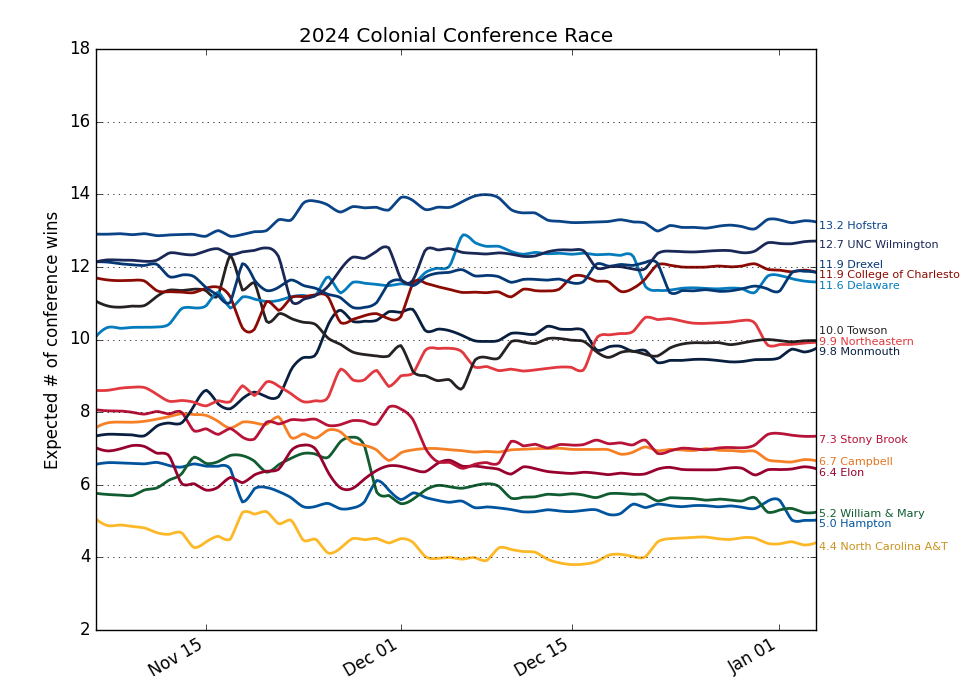 2024 Colonial Conference Race
Expected # of conference wins
18
16
14
12
10
8
6
4
2
Nov 15
Dec 01
Dec 15
Jan 01
13.2 Hofstra
12.7 UNC Wilmington
11.9 Drexel
11.9 College of Charlesto
11.6 Delaware
10.0 Towson
9.9 Northeastern
9.8 Monmouth
7.3 Stony Brook
6.7 Campbell
6.4 Elon
5.2 William & Mary
5.0 Hampton
4.4 North Carolina A&T